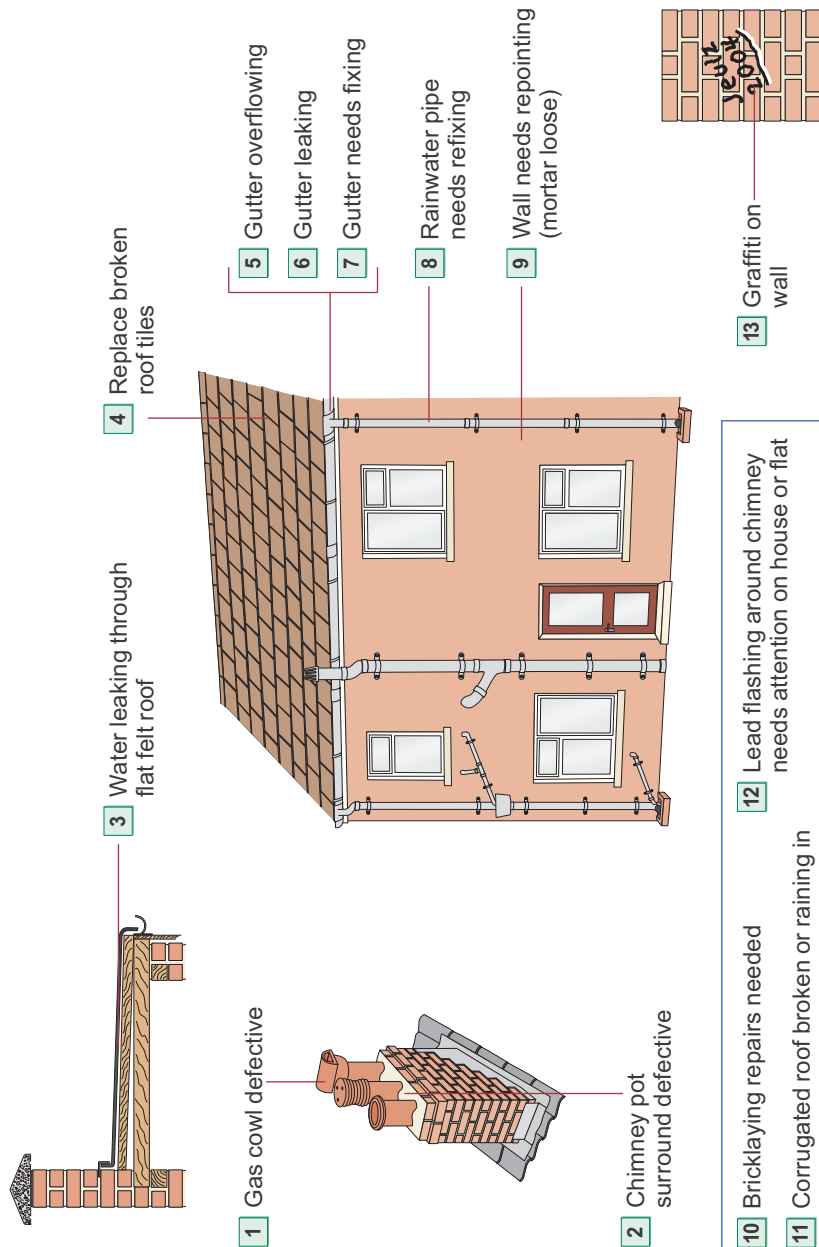 1 Gas cowl defective
2 Chimney pot
surround defective
3 Water leaking through
flat felt roof
4 Replace broken
roof tiles
5 Gutter overflowing
6 Gutter leaking
7 Gutter needs fixing
8 Rainwater pipe
needs refixing
9 Wall needs repointing
(mortar loose)
10 Bricklaying repairs needed
11 Corrugated roof broken or raining in
12 Lead flashing around chimney
needs attention on house or flat
13 Graffiti on
wall
2004